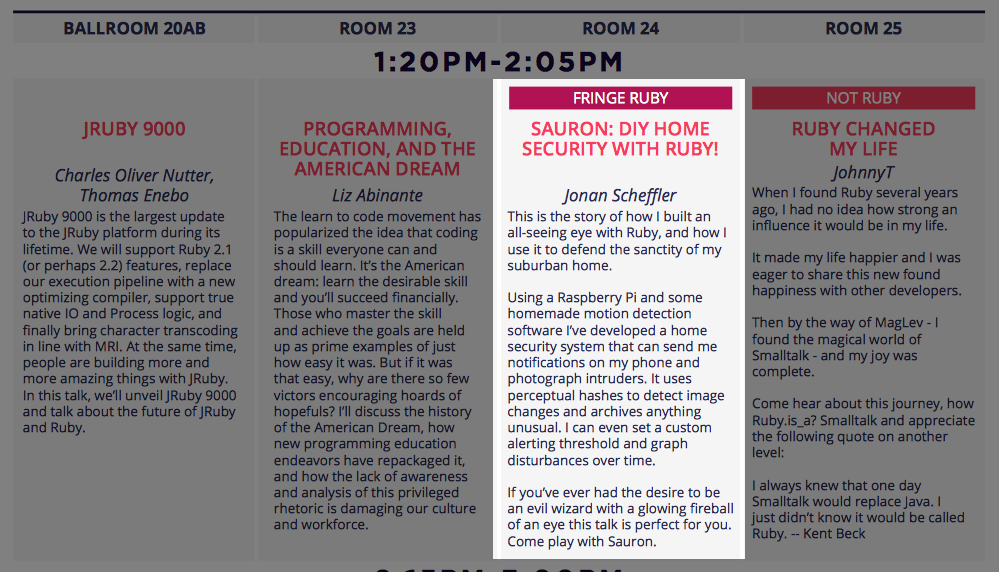 BALLROOM 20AB
ROOM 23
ROOM 24
ROOM 25
1:20PM-2:05PM
JRUBY 9000
Charles Oliver Nutter,
Thomas Enebo
JRuby 9000 is the largest update
to the JRuby platform during its
lifetime. We will support Ruby 2.1
(or perhaps 2.2) features, replace
our execution pipeline with a new
optimizing compiler, support true
native IO and Process logic, and
finally bring character transcoding
in line with MRI. At the same time,
people are building more and
more amazing things with JRuby.
In this talk, we'll unveil JRuby 9000
and talk about the future of JRuby
and Ruby.
PROGRAMMING,
EDUCATION, AND THE
AMERICAN DREAM
Liz Abinante
The learn to code movement has
popularized the idea that coding
is a skill everyone can and
should learn. It's the American
dream: learn the desirable skill
and you'll succeed financially.
Those who master the skill
and achieve the goals are held
up as prime examples of just
how easy it was. But if it was
that easy, why are there so few
victors encouraging hoards of
hopefuls? I'll discuss the history
of the American Dream, how
new programming education
endeavors have repackaged it,
and how the lack of awareness
and analysis of this privileged
rhetoric is damaging our culture
and workforce.
FRINGE RUBY
SAURON: DIY HOME
SECURITY WITH RUBY!
Jonan Scheffler
This is the story of how I built an
all-seeing eye with Ruby, and how I
use it to defend the sanctity of my
suburban home.
Using a Raspberry Pi and some
homemade motion detection
software I've developed a home
security system that can send me
notifications on my phone and
photograph intruders. It uses
perceptual hashes to detect image
changes and archives anything
unusual. I can even set a custom
alerting threshold and graph
disturbances over time.
If you've ever had the desire to be
an evil wizard with a glowing fireball
of an eye this talk is perfect for you.
Come play with Sauron.
NOT RUBY
RUBY CHANGED
MY LIFE
JohnnyT
When I found Ruby several years
ago, I had no idea how strong an
influence it would be in my life.
It made my life happier and I was
eager to share this new found
happiness with other developers.
Then by the way of MagLev - I
found the magical world of
Smalltalk - and my joy was
complete.
Come hear about this journey, how
Ruby.is_a? Smalltalk and appreciate
the following quote on another
level:
I always knew that one day
Smalltalk would replace Java. I
just didn't know it would be called
Ruby. -- Kent Beck